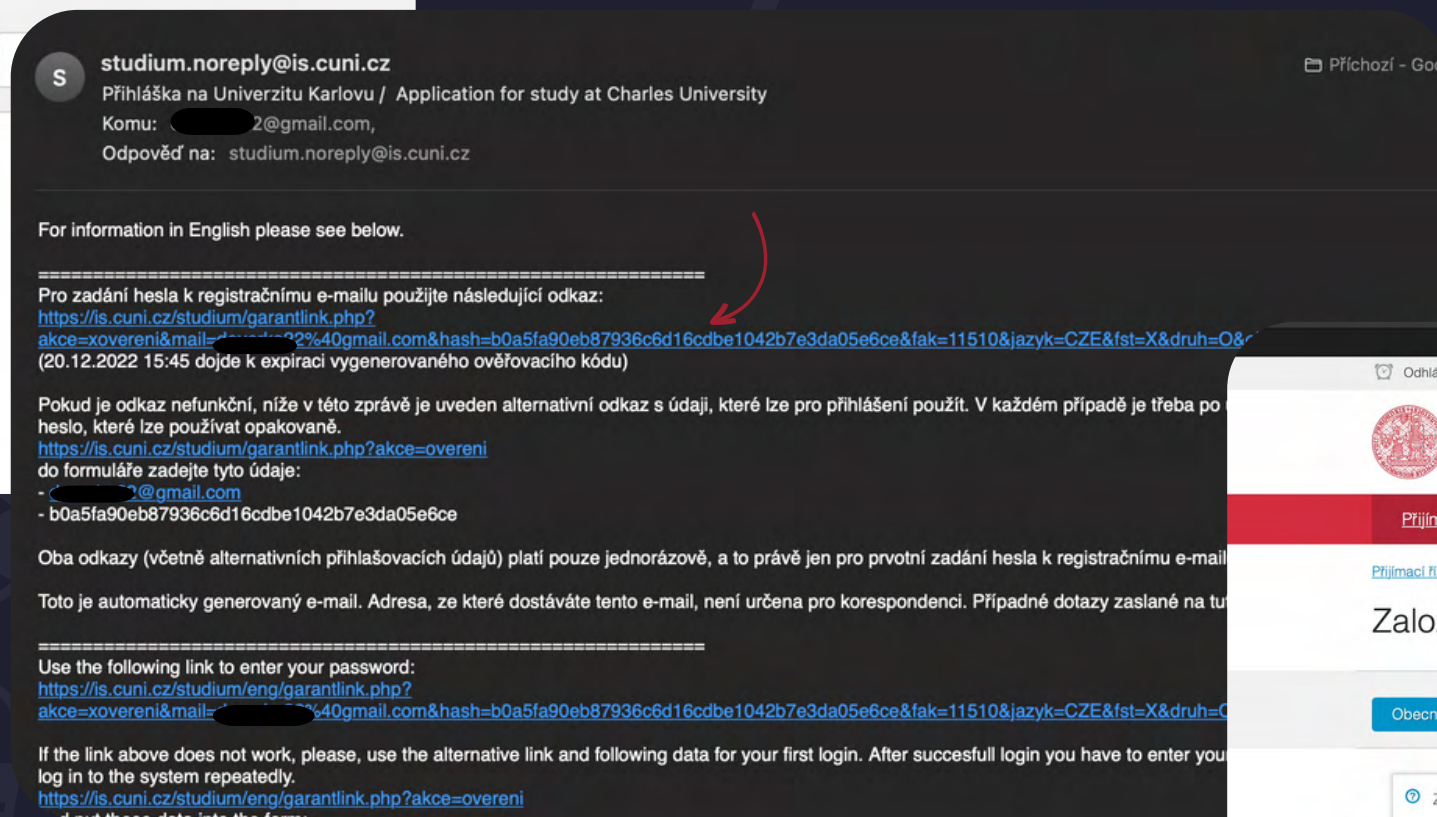 S
studium.noreply@is.cuni.cz
Příchozí - Goo
Přihláška na Univerzitu Karlovu / Application for study at Charles University
Komu: 2@gmail.com,
Odpověď na: studium.noreply@is.cuni.cz
For information in English please see below.
=============================================================
Pro zadání hesla k registračnímu e-mailu použijte následující odkaz:
https://is.cuni.cz/studium/garantlink.php?
akce=xovereni&mail= 2%40gmail.com&hash=b0a5fa90eb87936c6d16cdbe1042b7e3da05e6ce&fak=11510&jazyk=CZE&fst=X&druh=O&
(20.12.2022 15:45 dojde k expiraci vygenerovaného ověřovacího kódu)
Pokud je odkaz nefunkční, níže v této zprávě je uveden alternativní odkaz s údaji, které lze pro přihlášení použít. V každém případě je třeba po
heslo, které lze používat opakovaně.
https://is.cuni.cz/studium/garantlink.php?akce=overeni
do formuláře zadejte tyto údaje:
- @gmail.com
- b0a5fa90eb87936c6d16cdbe1042b7e3da05e6ce
Oba odkazy (včetně alternativních přihlašovacích údajů) platí pouze jednorázově, a to právě jen pro prvotní zadání hesla k registračnímu e-mail
Toto je automaticky generovaný e-mail. Adresa, ze které dostáváte tento e-mail, není určena pro korespondenci. Případné dotazy zaslané na tu
=============================================================
Use the following link to enter your password:
https://is.cuni.cz/studium/eng/garantlink.php?
akce=xovereni&mail= %40gmail.com&hash=b0a5fa90eb87936c6d16cdbe1042b7e3da05e6ce&fak=11510&jazyk=CZE&fst=X&druh=O
If the link above does not work, please, use the alternative link and following data for your first login. After succesfull login you have to enter your
log in to the system repeatedly.
https://is.cuni.cz/studium/eng/garantlink.php?akce=overeni
d put these data into the form:
Odhlá
Přijím
Přijímací ří
Založ
Obecn